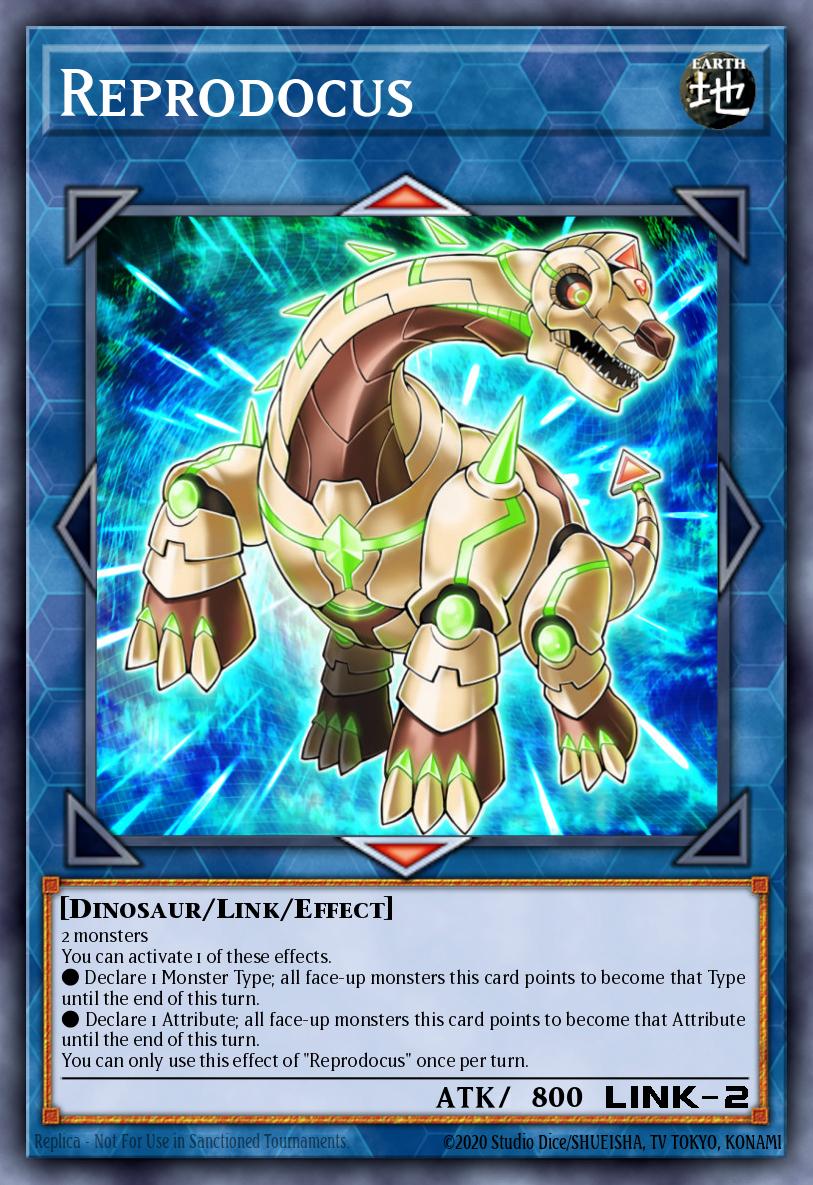 REPRODOCUS
EARTH
地
[DINOSAUR/LINK/EFFECT]
2 monsters
You can activate 1 of these effects.
● Declare 1 Monster Type; all face-up monsters this card points to become that Type
until the end of this turn.
● Declare 1 Attribute; all face-up monsters this card points to become that Attribute
until the end of this turn.
You can only use this effect of "Reprodocus" once per turn.
ATK/ 800 LINK-2
Replica - Not For Use in Sanctioned Tournaments.
©2020 Studio Dice/SHUEISHA, TV TOKYO, KONAMI